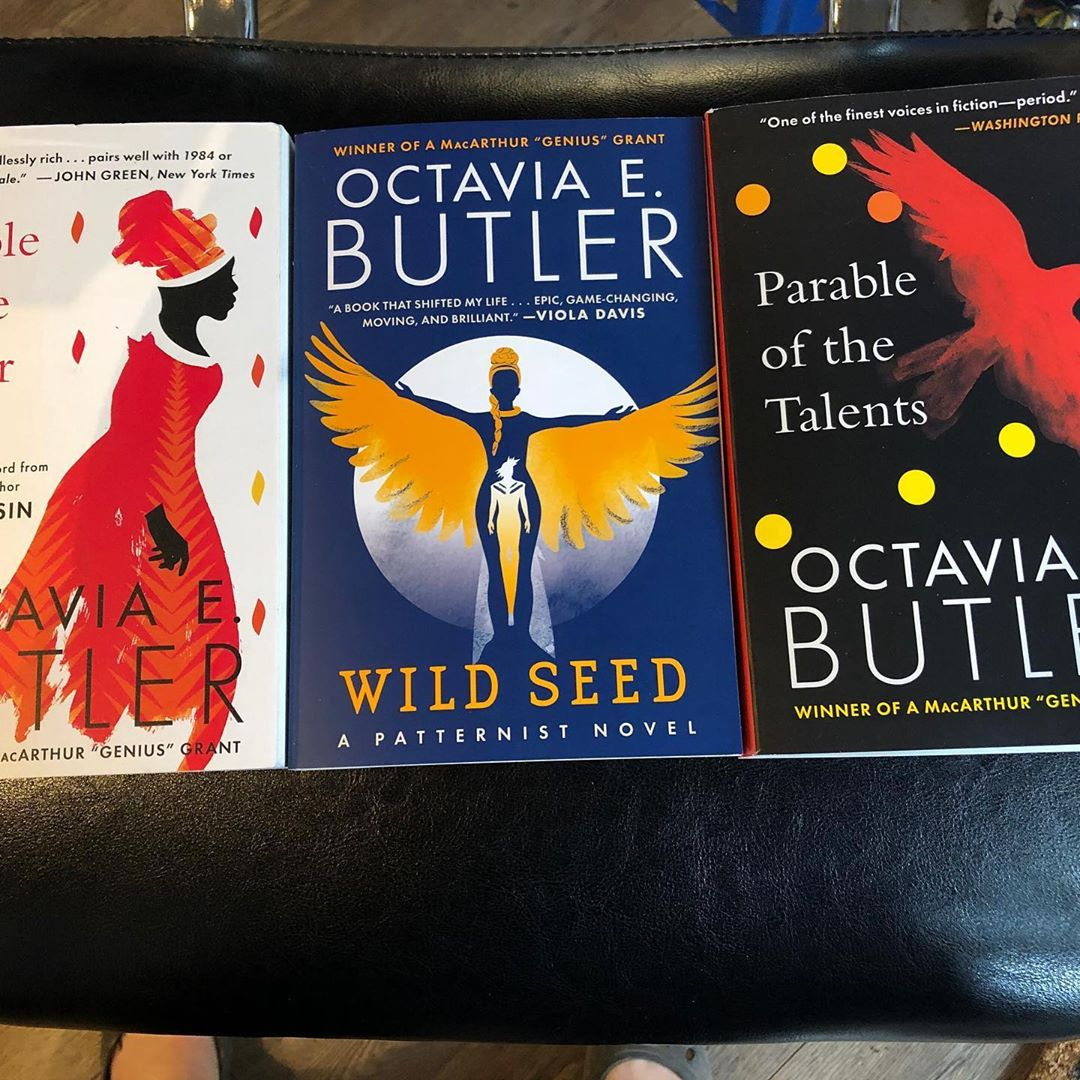 llessly rich . . . pairs well with 1984 or
ale.” —JOHN GREEN, New York Times
ble
e
r
ord from
hor
SIN
TAVIA E.
TLER
MACARTHUR “GENIUS” GRANT
WINNER OF A MACARTHUR “GENIUS” GRANT
OCTAVIA E.
BUTLER
“A BOOK THAT SHIFTED MY LIFE . . . EPIC, GAME-CHANGING,
MOVING, AND BRILLIANT.” —VIOLA DAVIS
WILD SEED
A PATTERNIST NOVEL
“One of the finest voices in fiction—period.”
—WASHINGTON P
Parable
of the
Talents
OCTAVIA
BUTLE
WINNER OF A MACARTHUR “GEN